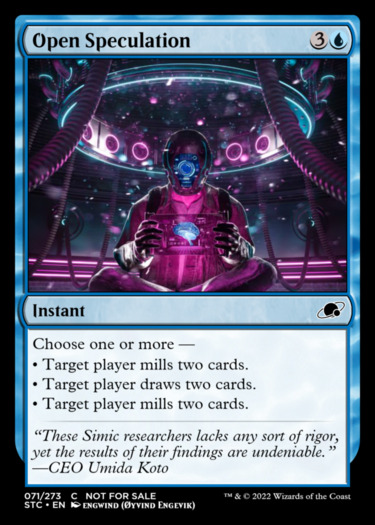 Open Speculation 3
Instant
Choose one or more —
• Target player mills two cards.
• Target player draws two cards.
• Target player mills two cards.
“These Simic researchers lacks any sort of rigor,
yet the results of their findings are undeniable.”
—CEO Umida Koto
071/273 C NOT FOR SALE
STC • EN ENGWIND (ØYVIND ENGEVIK)
™ & © 2022 Wizards of the Coast